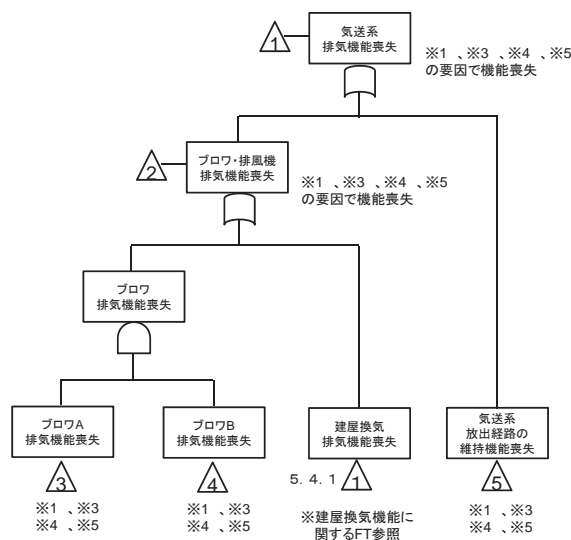 気送系
排気機能喪失
1
※1 、※3 、※4 、※5
の要因で機能喪失
ブロワ・排風機
排気機能喪失
2
※1 、※3 、※4 、※5
の要因で機能喪失
ブロワ
排気機能喪失
ブロワA
排気機能喪失
ブロワB
排気機能喪失
建屋換気
排気機能喪失
気送系
放出経路の
維持機能喪失
3
4
5. 4. 1
1
5
※1 、※3
※4 、※5
※1 、※3
※4 、※5
※建屋換気機能に
関するFT参照
※1 、※3
※4 、※5